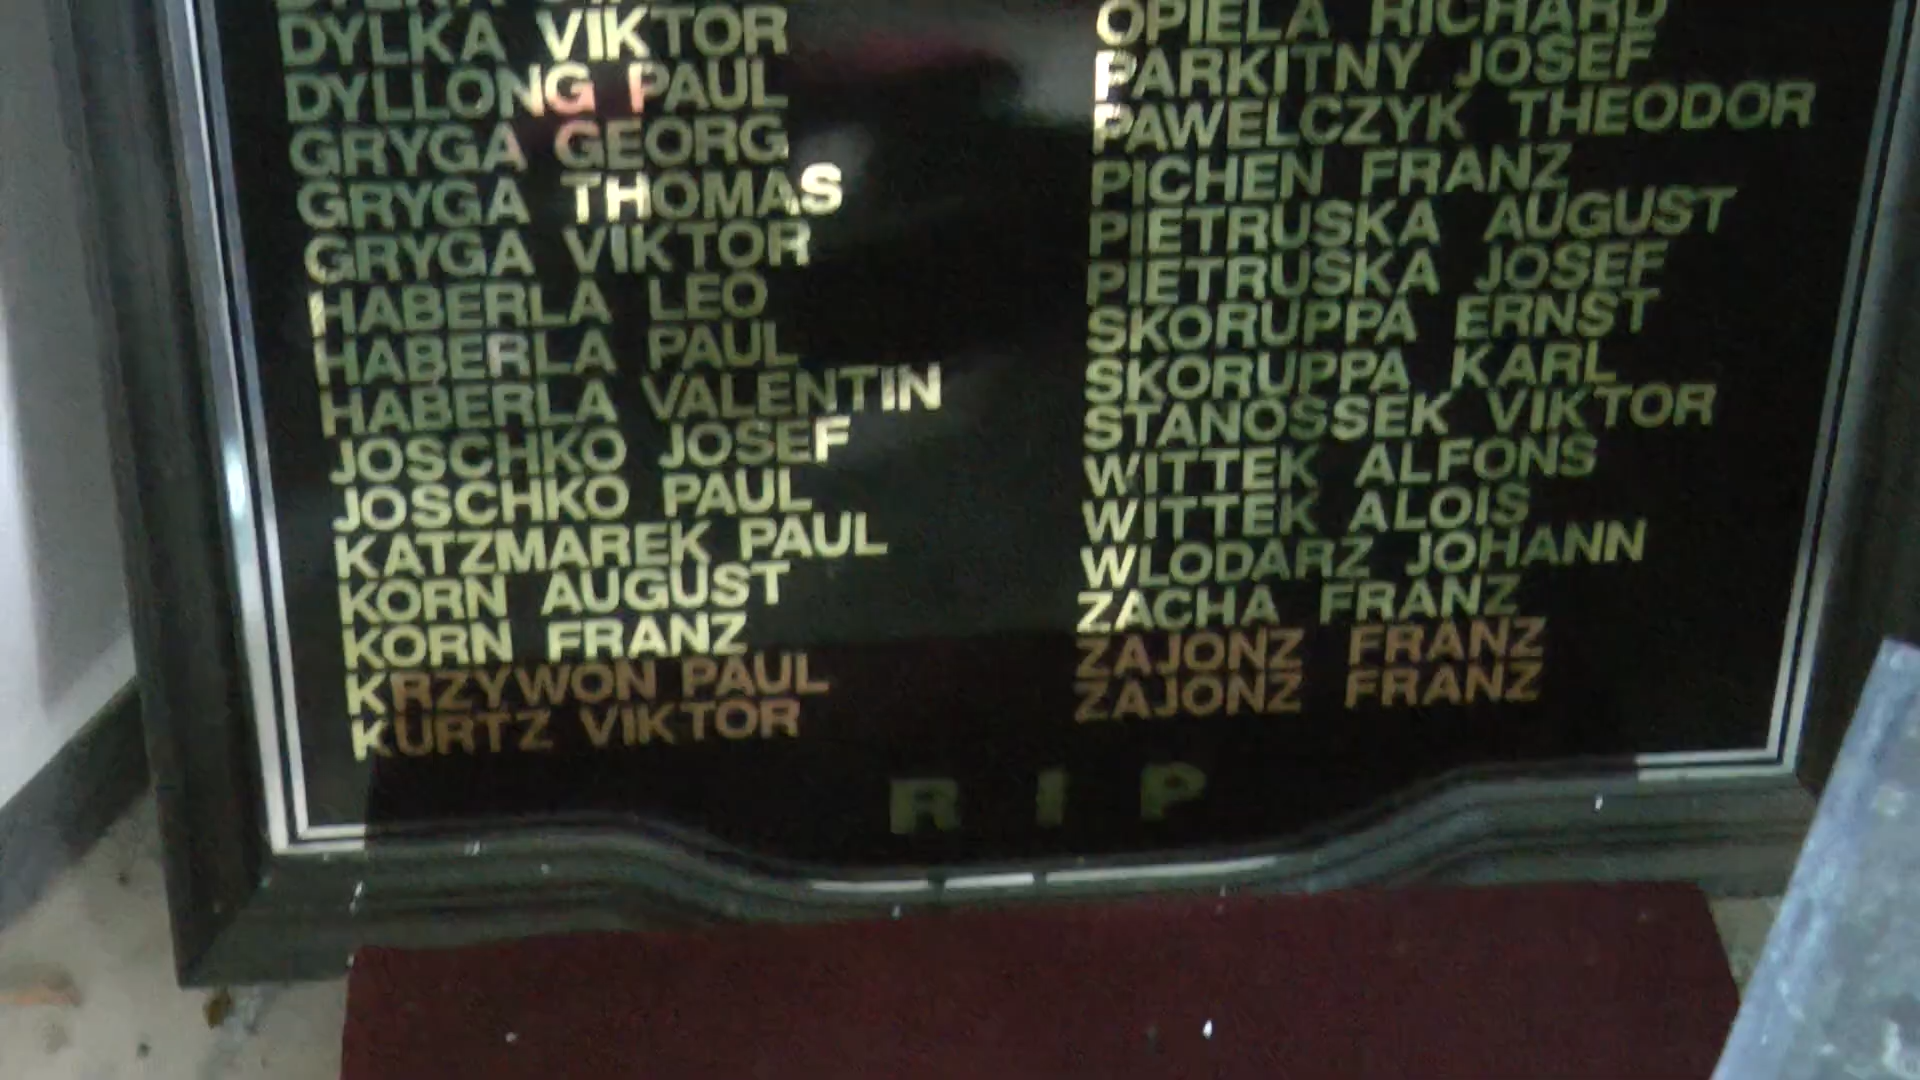 DYLKA VIKTOR
DYLLONG PAUL
GRYGA GEORG
GRYGA THOMAS
GRYGA VIKTOR
HABERLA LEO
HABERLA PAUL
HABERLA VALENTIN
JOSCHKO JOSEF
JOSCHKO PAUL
KATZMAREK PAUL
KORN AUGUST
KORN FRANZ
KRZYWON PAUL
KURTZ VIKTOR
OPIELA RICHARD
PARKITNY JOSEF
PAWELCZYK THEODOR
PICHEN FRANZ
PIETRUSKA AUGUST
PIETRUSKA JOSEF
SKORUPPA ERNST
SKORUPPA KARL
STANOSSEK VIKTOR
WITTEK ALFONS
WITTEK ALOIS
WLODARZ JOHANN
ZACHA FRANZ
ZAJONZ FRANZ
ZAJONZ FRANZ
R I P